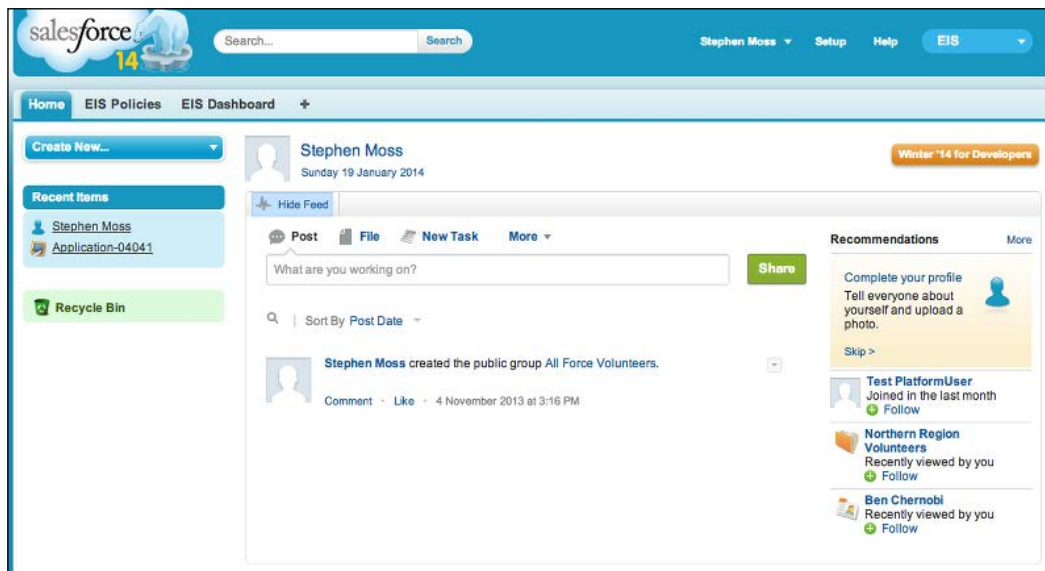 salesforce
14
Search...
Search
Stephen Moss
Setup
Help
EIS
Home
EIS Policies
EIS Dashboard
+
Create New...
Recent Items
Stephen Moss
Application-04041
Recycle Bin
Stephen Moss
Sunday 19 January 2014
Winter '14 for Developers
Hide Feed
Post
File
New Task
More
What are you working on?
Share
Sort By Post Date
Stephen Moss created the public group All Force Volunteers.
Comment · Like · 4 November 2013 at 3:16 PM
Recommendations
More
Complete your profile
Tell everyone about
yourself and upload a
photo.
Skip >
Test PlatformUser
Joined in the last month
Follow
Northern Region
Volunteers
Recently viewed by you
Follow
Ben Chernobi
Recently viewed by you
Follow